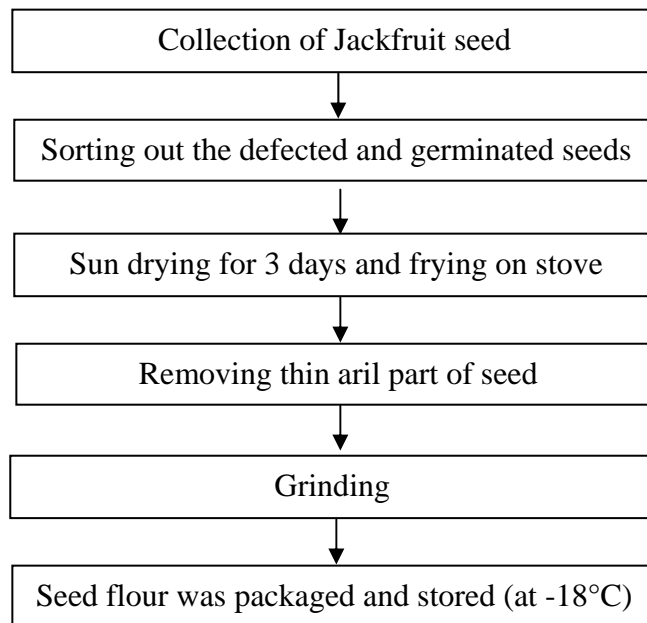 Collection of Jackfruit seed
Sorting out the defected and germinated seeds
Sun drying for 3 days and frying on stove
Removing thin aril part of seed
Grinding
Seed flour was packaged and stored (at -18°C)